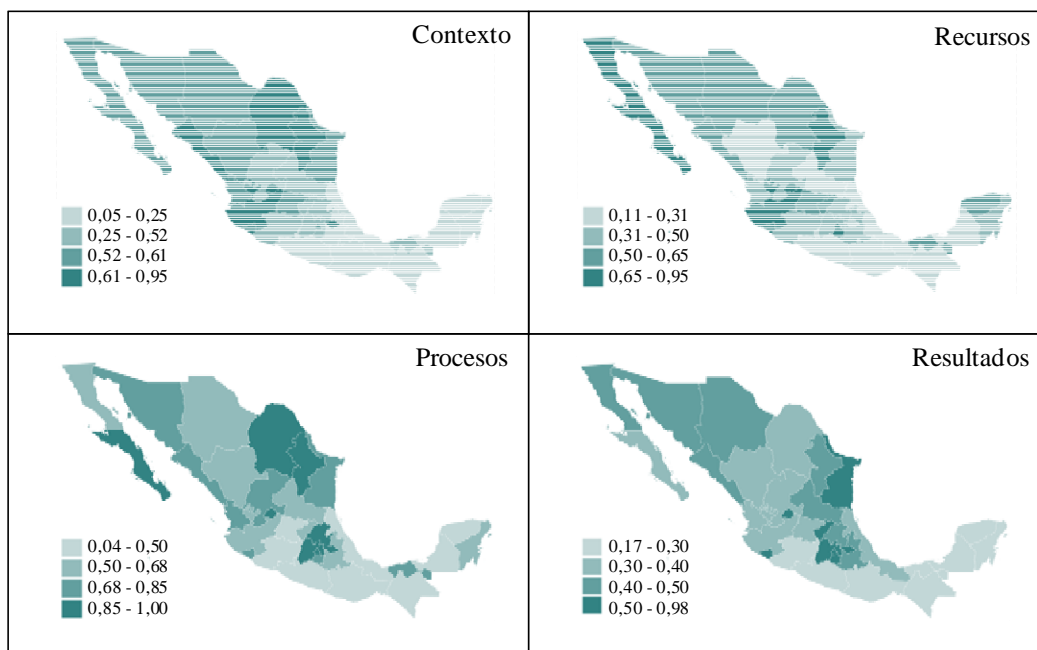 Contexto
0,05 - 0,25
0,25 - 0,52
0,52 - 0,61
0,61 - 0,95
Recursos
0,11 - 0,31
0,31 - 0,50
0,50 - 0,65
0,65 - 0,95
Procesos
0,04 - 0,50
0,50 - 0,68
0,68 - 0,85
0,85 - 1,00
Resultados
0,17 - 0,30
0,30 - 0,40
0,40 - 0,50
0,50 - 0,98